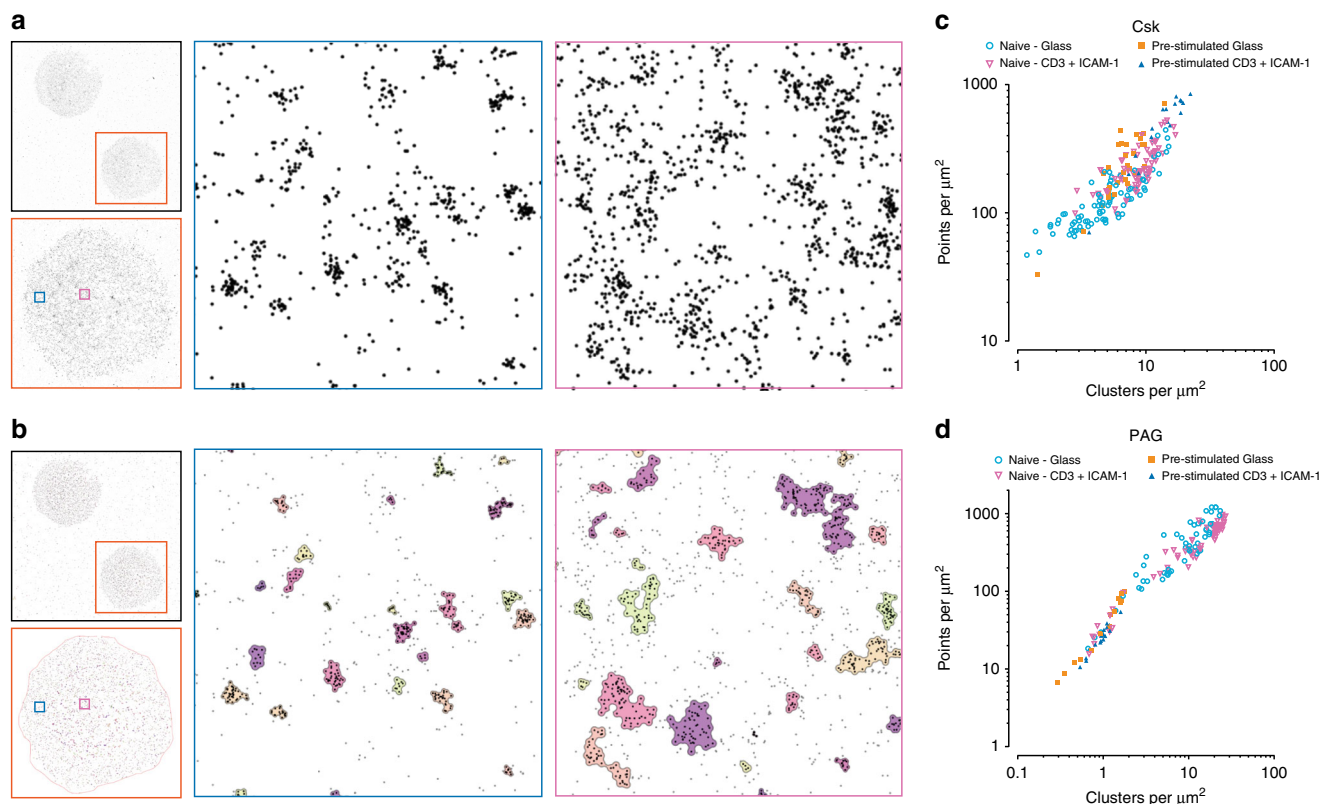 a
b
c
Csk
Naive - Glass
Pre-stimulated Glass
Naive - CD3 + ICAM-1
Pre-stimulated CD3 + ICAM-1
1000
100
10
Points per μm²
1
10
100
Clusters per μm²
d
PAG
Naive - Glass
Pre-stimulated Glass
Naive - CD3 + ICAM-1
Pre-stimulated CD3 + ICAM-1
1000
100
10
1
Points per μm²
0.1
1
10
100
Clusters per μm²